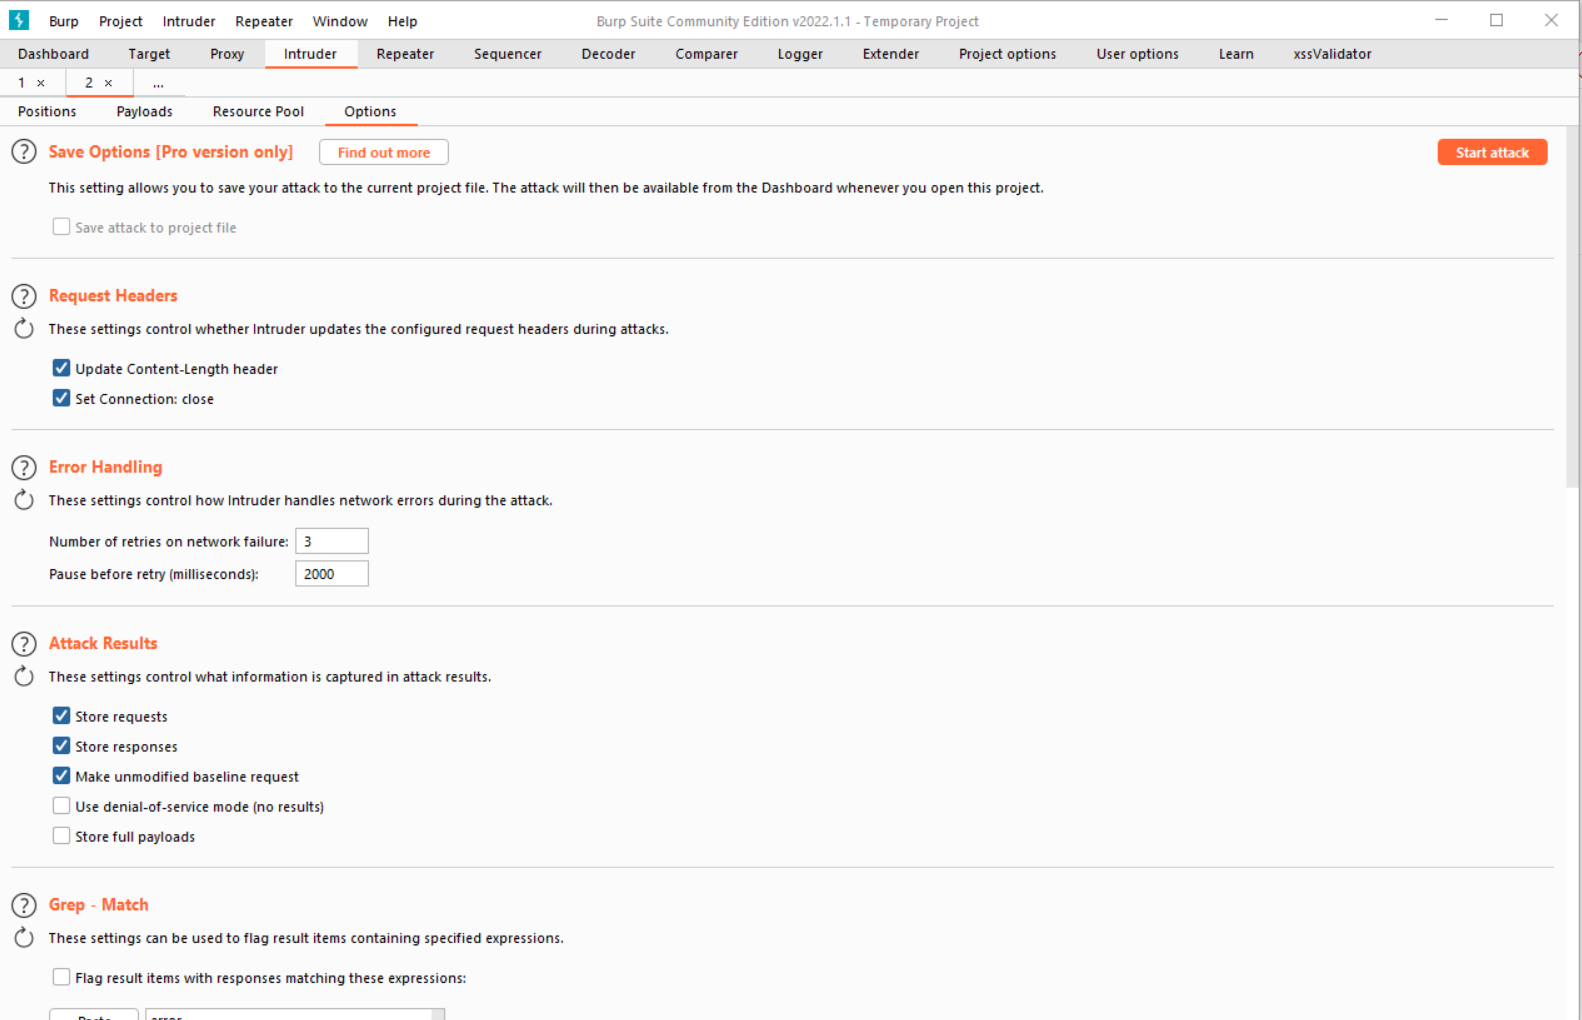 Burp Project Intruder Repeater Window Help Burp Suite Community Edition v2022.1.1 - Temporary Project
Dashboard Target Proxy Intruder Repeater Sequencer Decoder Comparer Logger Extender Project options User options Learn xssValidator
1 × 2 × ...
Positions Payloads Resource Pool Options
Save Options [Pro version only] Find out more Start attack
This setting allows you to save your attack to the current project file. The attack will then be available from the Dashboard whenever you open this project.
Save attack to project file
Request Headers
These settings control whether Intruder updates the configured request headers during attacks.
Update Content-Length header
Set Connection: close
Error Handling
These settings control how Intruder handles network errors during the attack.
Number of retries on network failure: 3
Pause before retry (milliseconds): 2000
Attack Results
These settings control what information is captured in attack results.
Store requests
Store responses
Make unmodified baseline request
Use denial-of-service mode (no results)
Store full payloads
Grep - Match
These settings can be used to flag result items containing specified expressions.
Flag result items with responses matching these expressions:
Paste error